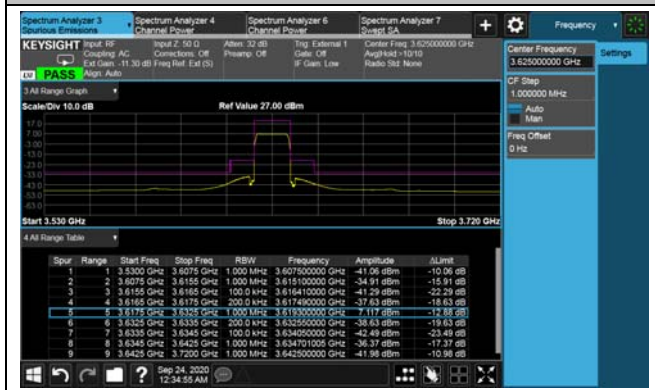 Spectrum Analyzer 3 Spectrum Analyzer 4 Spectrum Analyzer 6 Spectrum Analyzer 7 + Frequency
Spurious Emissions Channel Power Channel Power Swept SA
KEYSIGHT Input: RF Input Z: 50 Ω Atten: 32 dB Trig: External 1 Center Freq: 3.625000000 GHz
Coupling: AC Corrections: Off Preamp: Off Gate: Off Avg|Hold:>10/10
Ext Gain: -11.30 dB Freq Ref: Ext (S) IF Gain: Low Radio Std: None
LXI PASS Align: Auto
Center Frequency
3.625000000 GHz
Settings
CF Step
1.000000 MHz
Auto
Man
Freq Offset
0 Hz
3 All Range Graph
Scale/Div 10.0 dB Ref Value 27.00 dBm
17.0
7.00
-3.00
-13.0
-23.0
-33.0
-43.0
-53.0
-63.0
Start 3.530 GHz Stop 3.720 GHz
4 All Range Table
Spur Range Start Freq Stop Freq RBW Frequency Amplitude ΔLimit
1 1 3.5300 GHz 3.6075 GHz 1.000 MHz 3.607500000 GHz -41.06 dBm -10.06 dB
2 2 3.6075 GHz 3.6155 GHz 1.000 MHz 3.615100000 GHz -34.91 dBm -15.91 dB
3 3 3.6155 GHz 3.6165 GHz 100.0 kHz 3.616410000 GHz -41.29 dBm -22.29 dB
4 4 3.6165 GHz 3.6175 GHz 200.0 kHz 3.617490000 GHz -37.63 dBm -18.63 dB
5 5 3.6175 GHz 3.6325 GHz 1.000 MHz 3.619300000 GHz 7.117 dBm -12.88 dB
6 6 3.6325 GHz 3.6335 GHz 200.0 kHz 3.632550000 GHz -38.63 dBm -19.63 dB
7 7 3.6335 GHz 3.6345 GHz 100.0 kHz 3.634050000 GHz -42.49 dBm -23.49 dB
8 8 3.6345 GHz 3.6425 GHz 1.000 MHz 3.634701005 GHz -36.37 dBm -17.37 dB
9 9 3.6425 GHz 3.7200 GHz 1.000 MHz 3.642500000 GHz -41.98 dBm -10.98 dB
? Sep 24, 2020
12:34:55 AM